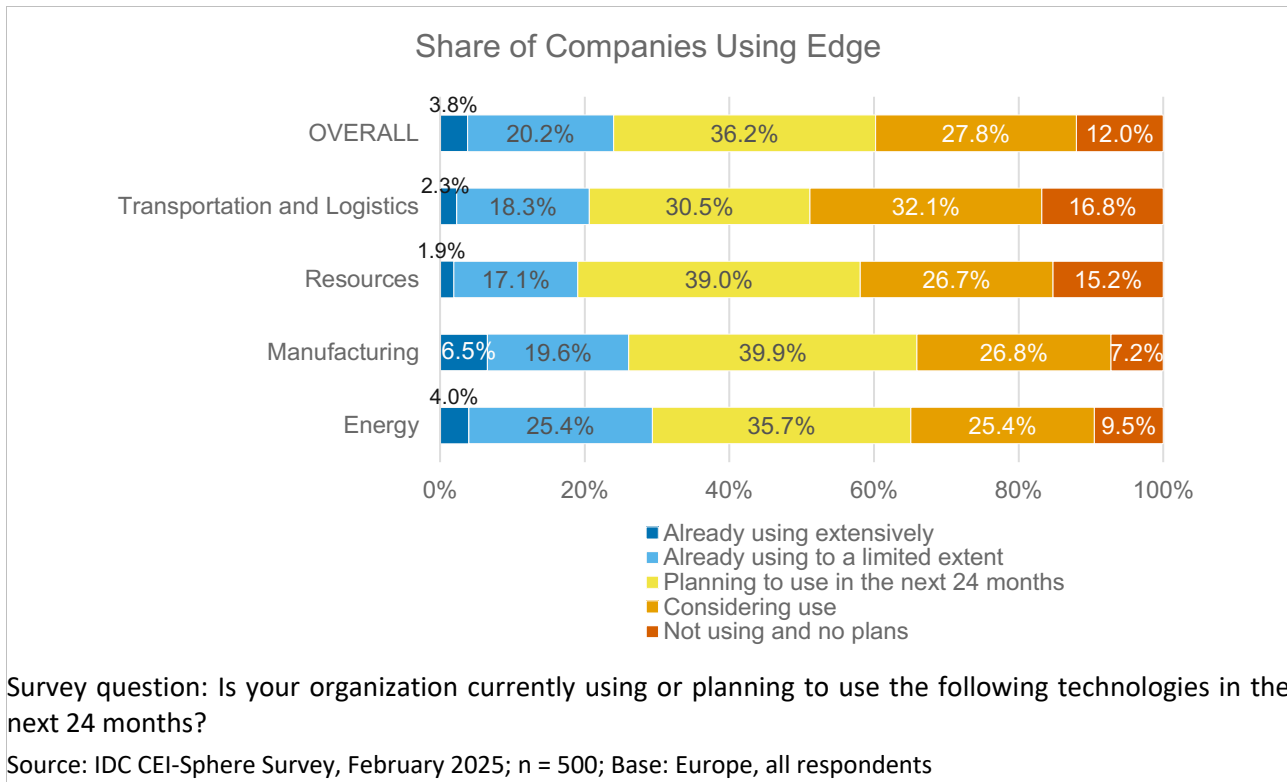 Share of Companies Using Edge
3.8%
OVERALL 20.2% 36.2% 27.8% 12.0%
2.3%
Transportation and Logistics 18.3% 30.5% 32.1% 16.8%
1.9%
Resources 17.1% 39.0% 26.7% 15.2%
Manufacturing 6.5% 19.6% 39.9% 26.8% 7.2%
4.0%
Energy 25.4% 35.7% 25.4% 9.5%
0% 20% 40% 60% 80% 100%
Already using extensively
Already using to a limited extent
Planning to use in the next 24 months
Considering use
Not using and no plans
Survey question: Is your organization currently using or planning to use the following technologies in the
next 24 months?
Source: IDC CEI-Sphere Survey, February 2025; n = 500; Base: Europe, all respondents